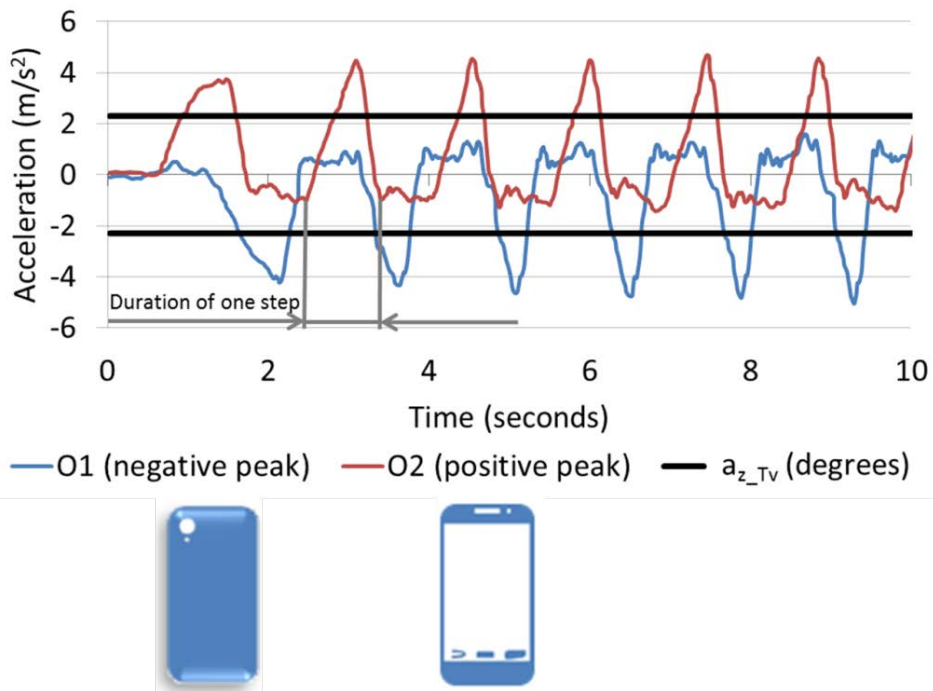 6
4
2
0
-2
-4
-6
Acceleration (m/s²)
Duration of one step
0 2 4 6 8 10
Time (seconds)
O1 (negative peak) O2 (positive peak) a_z_Tv (degrees)